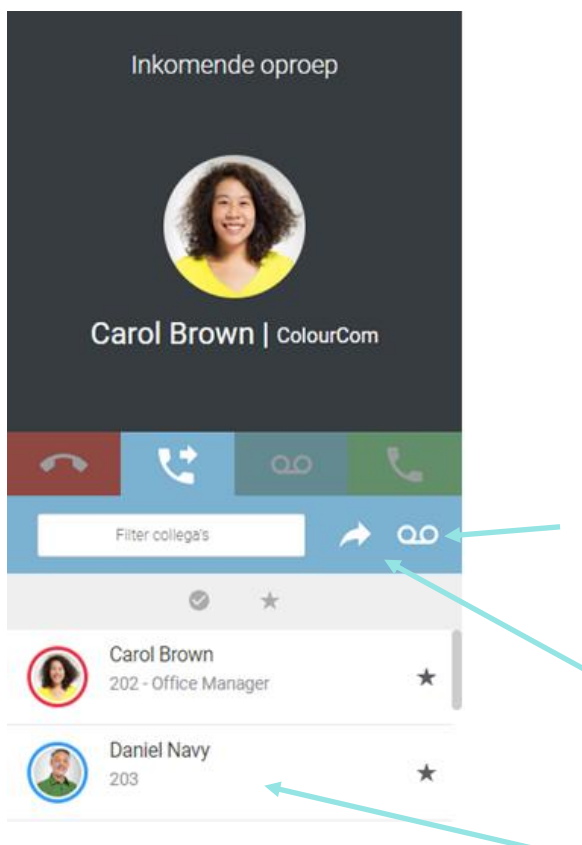 Inkomende oproep
Carol Brown | ColourCom
Filter collega's
Carol Brown
202 - Office Manager
Daniel Navy
203